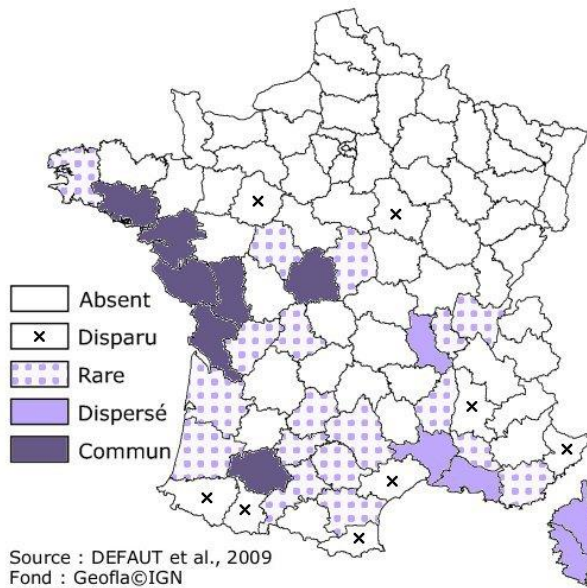 Absent
Disparu
Rare
Dispersé
Commun
Source : DEFAUT et al., 2009
Fond : Geofla©IGN